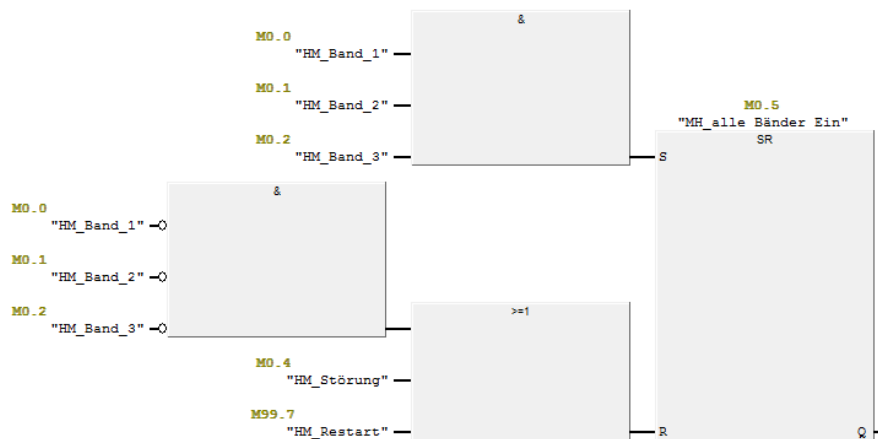 &
M0.0
"HM_Band_1"
M0.1
"HM_Band_2"
M0.2
"HM_Band_3"
M0.5
"MH_alle Bänder Ein"
SR
S
&
M0.0
"HM_Band_1"
M0.1
"HM_Band_2"
M0.2
"HM_Band_3"
>=1
M0.4
"HM_Störung"
M99.7
"HM_Restart"
R
Q